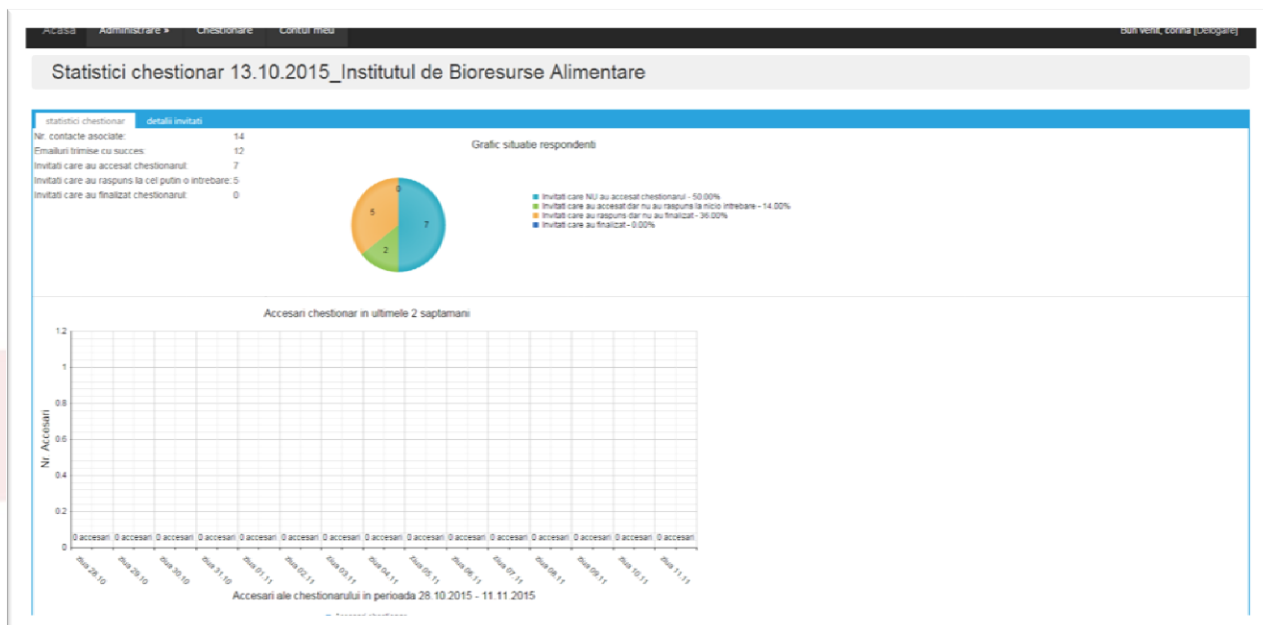 Acasa Administrare » Chestionare Contul meu Bun venit, corina [Delogare]
Statistici chestionar 13.10.2015_Institutul de Bioresurse Alimentare
statistici chestionar detalii invitati
Nr. contacte asociate: 14
Emailuri trimise cu succes: 12
Invitati care au accesat chestionarul: 7
Invitati care au raspuns la cel putin o intrebare: 5
Invitati care au finalizat chestionarul: 0
Grafic situatie respondenti
0
5
7
2
Invitati care NU au accesat chestionarul - 50.00%
Invitati care au accesat dar nu au raspuns la nicio intrebare - 14.00%
Invitati care au raspuns dar nu au finalizat - 36.00%
Invitati care au finalizat - 0.00%
Accesari chestionar in ultimele 2 saptamani
Nr. Accesari
1.2
1
0.8
0.6
0.4
0.2
0
0 accesari 0 accesari 0 accesari 0 accesari 0 accesari 0 accesari 0 accesari 0 accesari 0 accesari 0 accesari 0 accesari 0 accesari 0 accesari 0 accesari 0 accesari
ziua 28.10 ziua 29.10 ziua 30.10 ziua 31.10 ziua 01.11 ziua 02.11 ziua 03.11 ziua 04.11 ziua 05.11 ziua 06.11 ziua 07.11 ziua 08.11 ziua 09.11 ziua 10.11 ziua 11.11
Accesari ale chestionarului in perioada 28.10.2015 - 11.11.2015